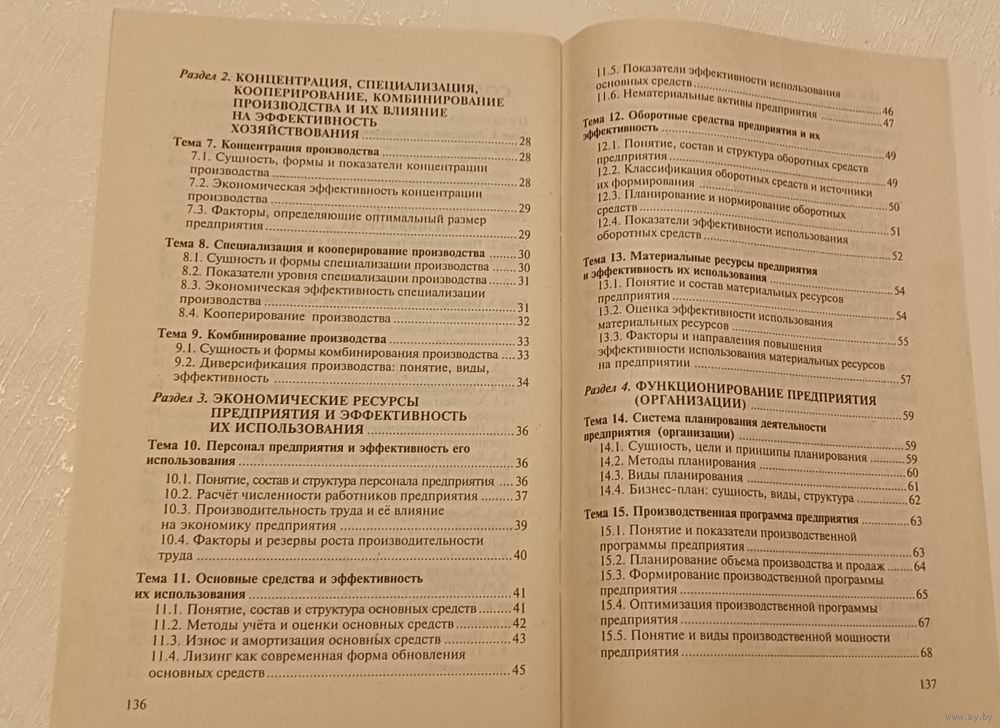 Раздел 2. КОНЦЕНТРАЦИЯ, СПЕЦИАЛИЗАЦИЯ,
КООПЕРИРОВАНИЕ, КОМБИНИРОВАНИЕ
ПРОИЗВОДСТВА И ИХ ВЛИЯНИЕ
НА ЭФФЕКТИВНОСТЬ
ХОЗЯЙСТВОВАНИЯ ........ 28
Тема 7. Концентрация производства ........ 28
7.1. Сущность, формы и показатели концентрации
производства ........ 28
7.2. Экономическая эффективность концентрации
производства ........ 29
7.3. Факторы, определяющие оптимальный размер
предприятия ........ 29
Тема 8. Специализация и кооперирование производства ........ 30
8.1. Сущность и формы специализации производства ........ 30
8.2. Показатели уровня специализации производства ........ 31
8.3. Экономическая эффективность специализации
производства ........ 31
8.4. Кооперирование производства ........ 32
Тема 9. Комбинирование производства ........ 33
9.1. Сущность и формы комбинирования производства .... 33
9.2. Диверсификация производства: понятие, виды,
эффективность ........ 34
Раздел 3. ЭКОНОМИЧЕСКИЕ РЕСУРСЫ
ПРЕДПРИЯТИЯ И ЭФФЕКТИВНОСТЬ
ИХ ИСПОЛЬЗОВАНИЯ ........ 36
Тема 10. Персонал предприятия и эффективность его
использования ........ 36
10.1. Понятие, состав и структура персонала предприятия .... 36
10.2. Расчёт численности работников предприятия ........ 37
10.3. Производительность труда и её влияние
на экономику предприятия ........ 39
10.4. Факторы и резервы роста производительности
труда ........ 40
Тема 11. Основные средства и эффективность
их использования ........ 41
11.1. Понятие, состав и структура основных средств ........ 41
11.2. Методы учёта и оценки основных средств ........ 42
11.3. Износ и амортизация основных средств ........ 43
11.4. Лизинг как современная форма обновления
основных средств ........ 45
136
11.5. Показатели эффективности использования
основных средств ........ 46
11.6. Нематериальные активы предприятия ........ 47
Тема 12. Оборотные средства предприятия и их
эффективность ........ 49
12.1. Понятие, состав и структура оборотных средств
предприятия ........ 49
12.2. Классификация оборотных средств и источники
их формирования ........ 50
12.3. Планирование и нормирование оборотных
средств ........ 51
12.4. Показатели эффективности использования
оборотных средств ........ 52
Тема 13. Материальные ресурсы предприятия
и эффективность их использования ........ 54
13.1. Понятие и состав материальных ресурсов
предприятия ........ 54
13.2. Оценка эффективности использования
материальных ресурсов ........ 55
13.3. Факторы и направления повышения
эффективности использования материальных ресурсов
на предприятии ........ 57
Раздел 4. ФУНКЦИОНИРОВАНИЕ ПРЕДПРИЯТИЯ
(ОРГАНИЗАЦИИ) ........ 59
Тема 14. Система планирования деятельности
предприятия (организации) ........ 59
14.1. Сущность, цели и принципы планирования ........ 59
14.2. Методы планирования ........ 60
14.3. Виды планирования ........ 61
14.4. Бизнес-план: сущность, виды, структура ........ 62
Тема 15. Производственная программа предприятия ........ 63
15.1. Понятие и показатели производственной
программы предприятия ........ 63
15.2. Планирование объема производства и продаж ........ 64
15.3. Формирование производственной программы
предприятия ........ 65
15.4. Оптимизация производственной программы
предприятия ........ 67
15.5. Понятие и виды производственной мощности
предприятия ........ 68
137
www.ay.by